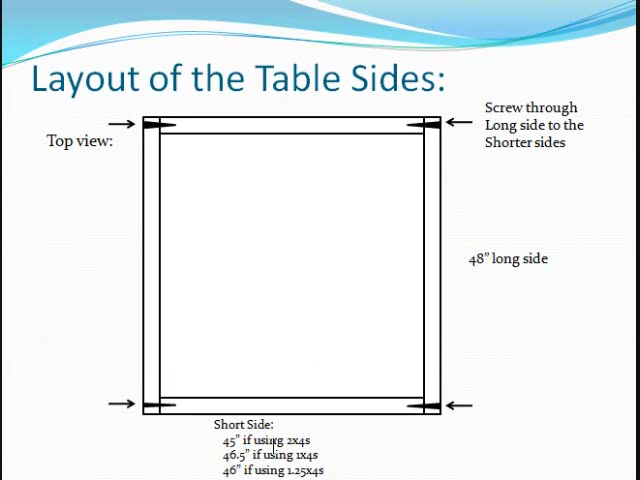 Layout of the Table Sides:
Top view:
Screw through
Long side to the
Shorter sides
48” long side
Short Side:
45” if using 2x4s
46.5” if using 1x4s
46” if using 1.25x4s